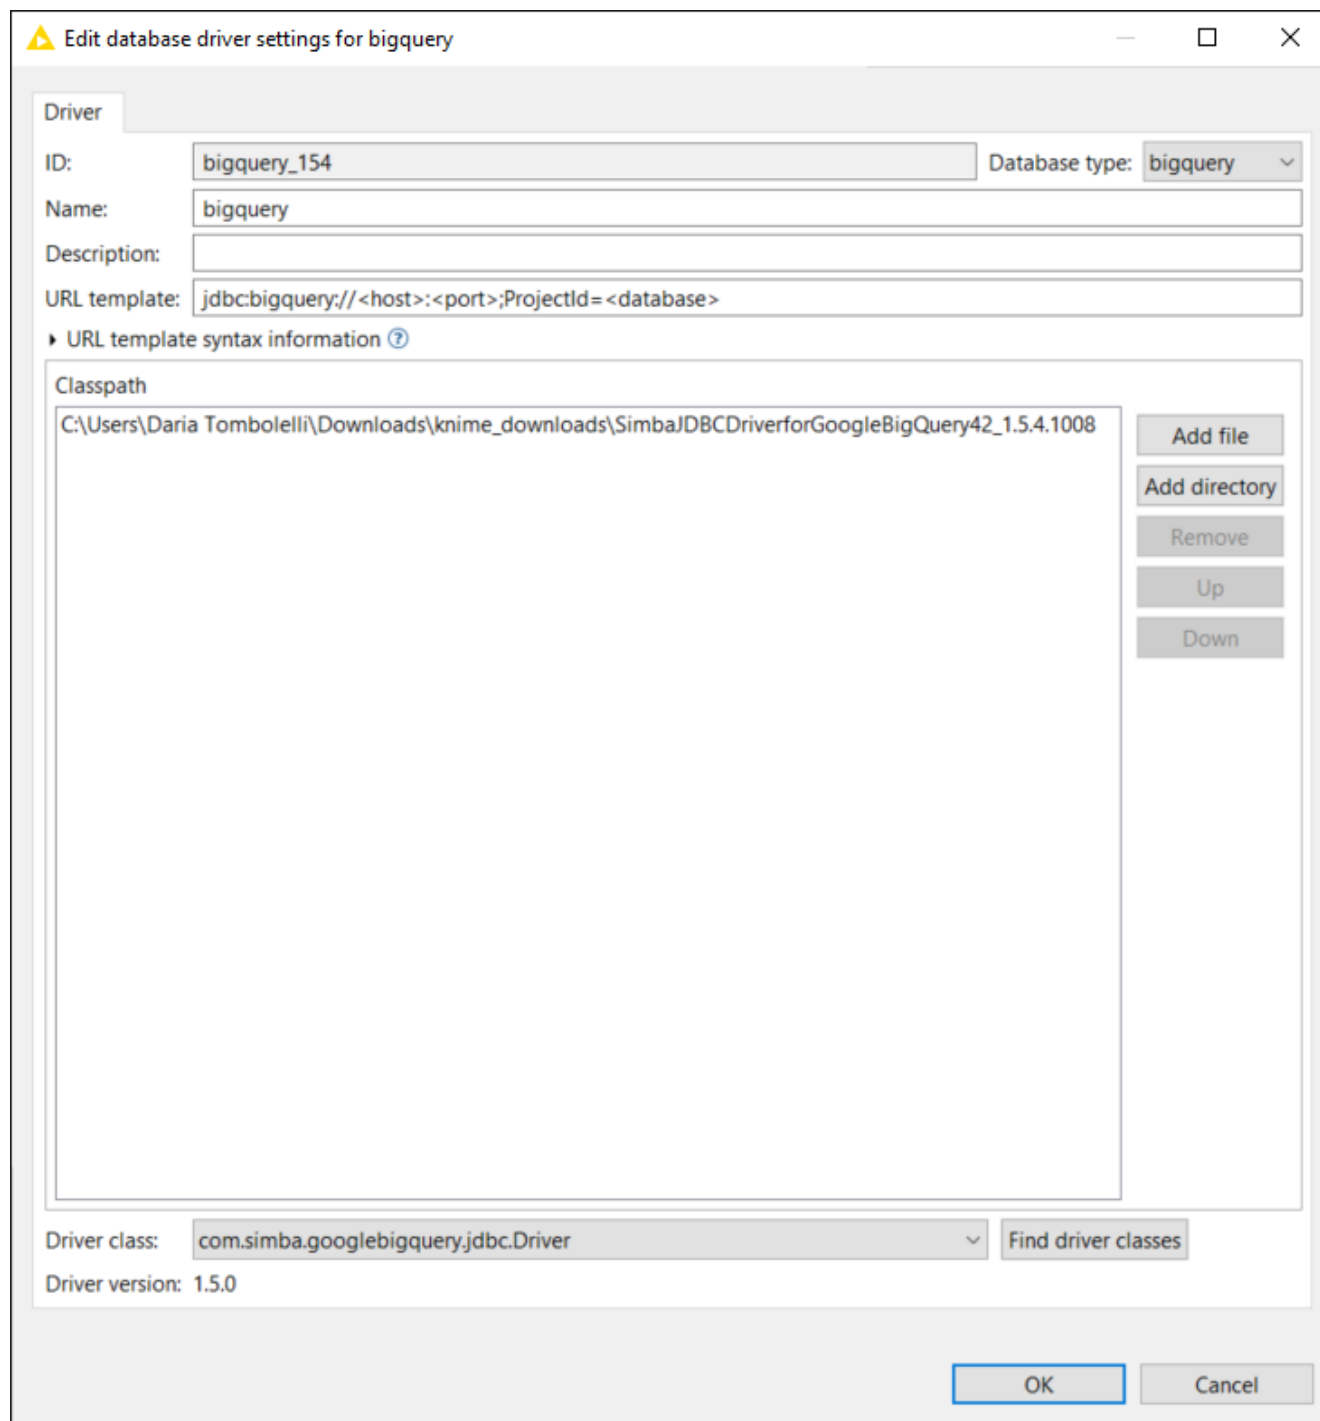 Edit database driver settings for bigquery
Driver
ID: bigquery_154 Database type: bigquery
Name: bigquery
Description:
URL template: jdbc:bigquery://<host>:<port>;ProjectId=<database>
URL template syntax information ?
Classpath
C:\Users\Daria Tombolelli\Downloads\knime_downloads\SimbaJDBCDriverforGoogleBigQuery42_1.5.4.1008
Add file
Add directory
Remove
Up
Down
Driver class: com.simba.googlebigquery.jdbc.Driver Find driver classes
Driver version: 1.5.0
OK Cancel